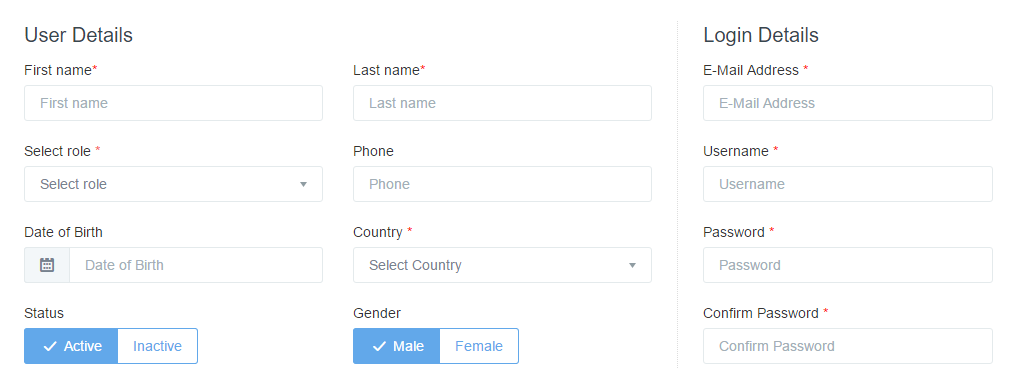 User Details
First name*
First name
Last name*
Last name
Select role *
Select role
Phone
Phone
Date of Birth
Date of Birth
Country *
Select Country
Status
Active Inactive
Gender
Male Female
Login Details
E-Mail Address *
E-Mail Address
Username *
Username
Password *
Password
Confirm Password *
Confirm Password